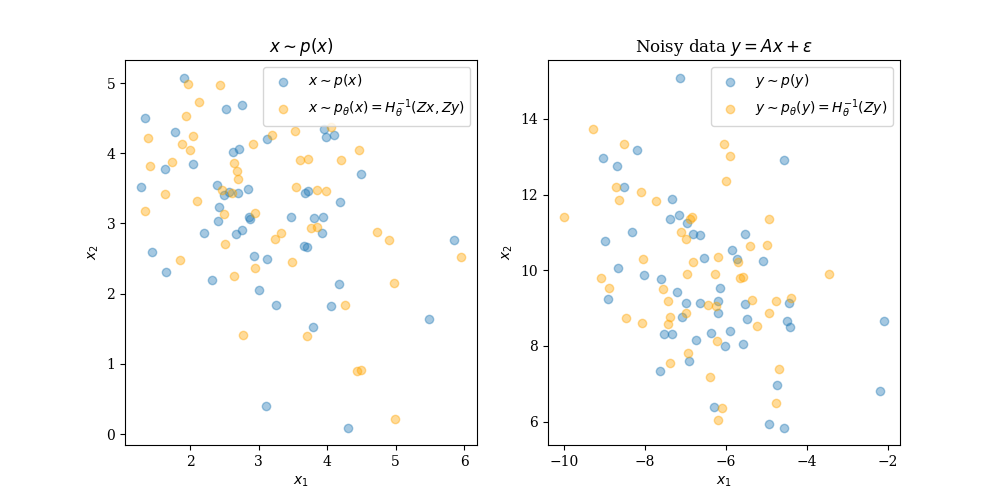 x ∼ p(x)
x ∼ p(x)
x ∼ p_θ(x) = H_θ^{-1}(Zx, Zy)
x_2
5
4
3
2
1
0
2 3 4 5 6
x_1
Noisy data y = Ax + ε
y ∼ p(y)
y ∼ p_θ(y) = H_θ^{-1}(Zy)
x_2
14
12
10
8
6
−10 −8 −6 −4 −2
x_1